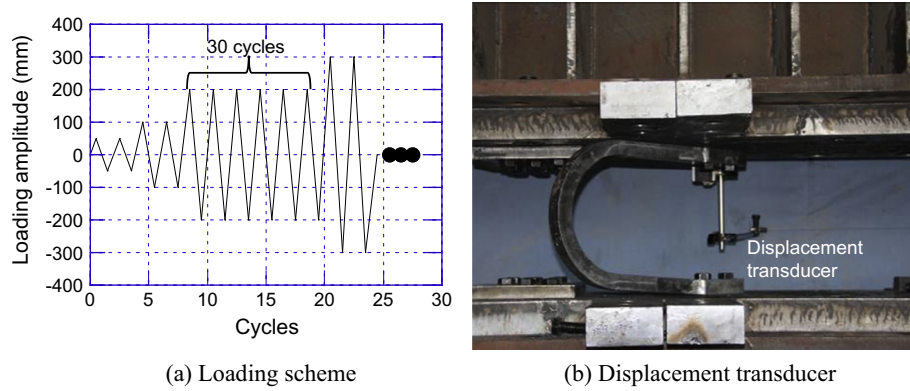 Loading amplitude (mm)
400
300
200
100
0
-100
-200
-300
-400
30 cycles
0 5 10 15 20 25 30
Cycles
(a) Loading scheme
Displacement
transducer
(b) Displacement transducer